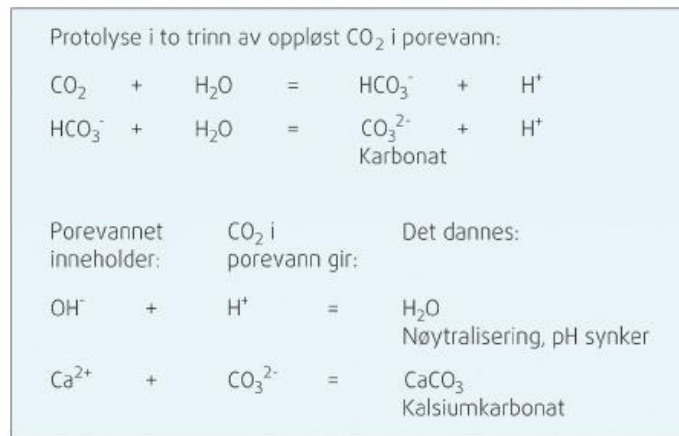 Protolyse i to trinn av oppløst CO₂ i porevann:
CO₂ + H₂O = HCO₃⁻ + H⁺
HCO₃⁻ + H₂O = CO₃²⁻ + H⁺
Karbonat
Porevannet CO₂ i Det dannes:
inneholder: porevann gir:
OH⁻ + H⁺ = H₂O
Nøytralisering, pH synker
Ca²⁺ + CO₃²⁻ = CaCO₃
Kalsiumkarbonat